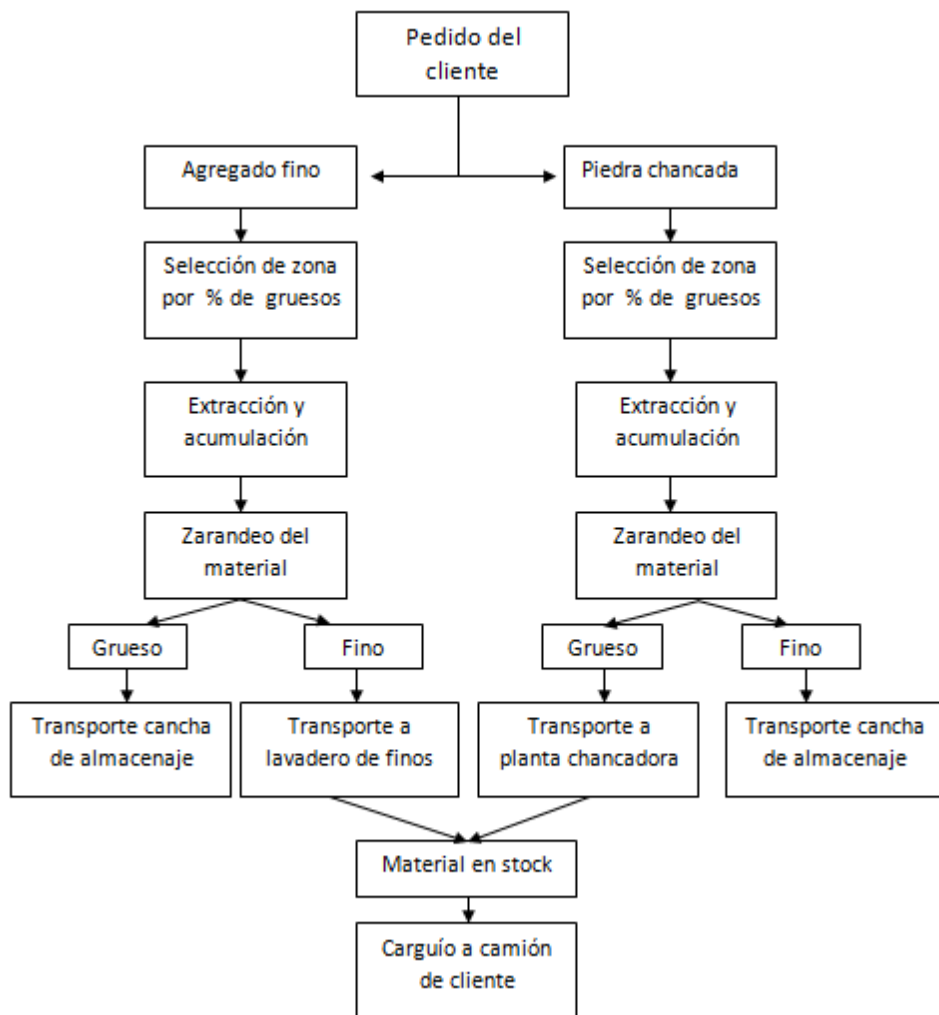 Pedido del
cliente
Agregado fino
Piedra chancada
Selección de zona
por % de gruesos
Selección de zona
por % de gruesos
Extracción y
acumulación
Extracción y
acumulación
Zarandeo del
material
Zarandeo del
material
Grueso
Fino
Grueso
Fino
Transporte cancha
de almacenaje
Transporte a
lavadero de finos
Transporte a
planta chancadora
Transporte cancha
de almacenaje
Material en stock
Carguío a camión
de cliente